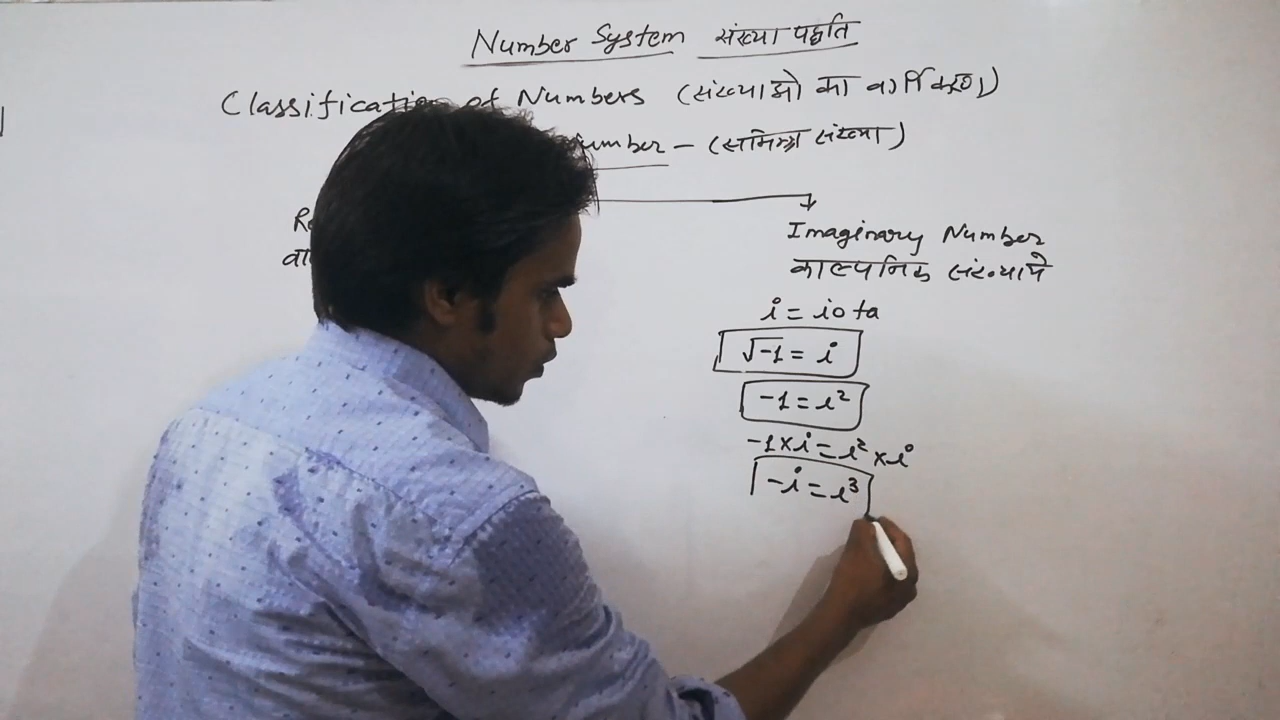 Number System संख्या पद्धति
Classification of Numbers (संख्याओ का वर्गिकरण)
umber - (सम्मिश्र संख्या)
Imaginary Number
काल्पनिक संख्याये
i = iota
√-1 = i
-1 = i²
-1 × i = i² × i
-i = i³